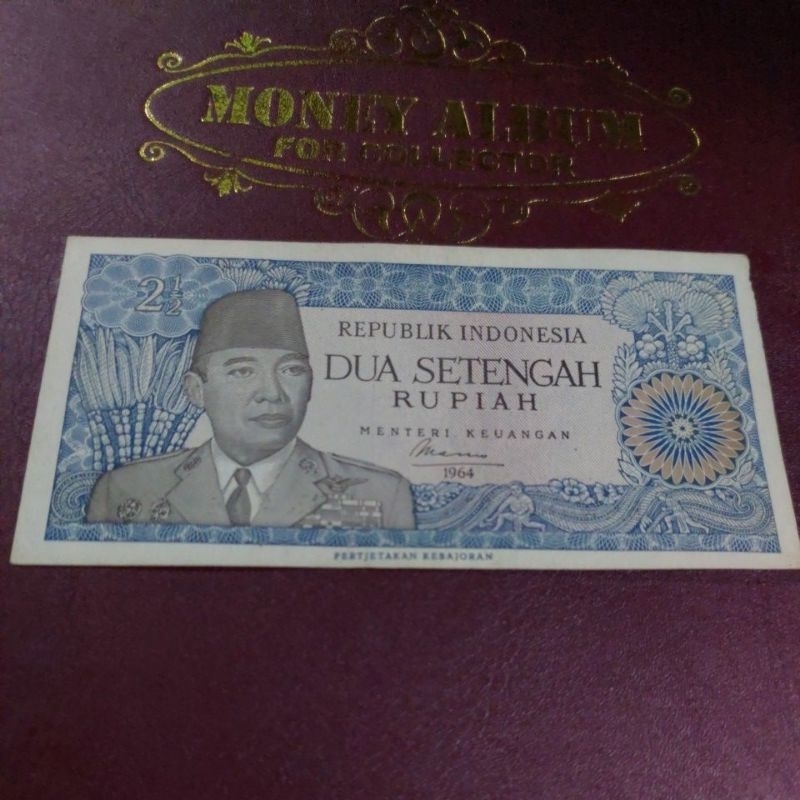 MONEY ALBUM
FOR COLLECTOR
2½
REPUBLIK INDONESIA
DUA SETENGAH
RUPIAH
MENTERI KEUANGAN
1964
PERTJETAKAN KEBAJORAN